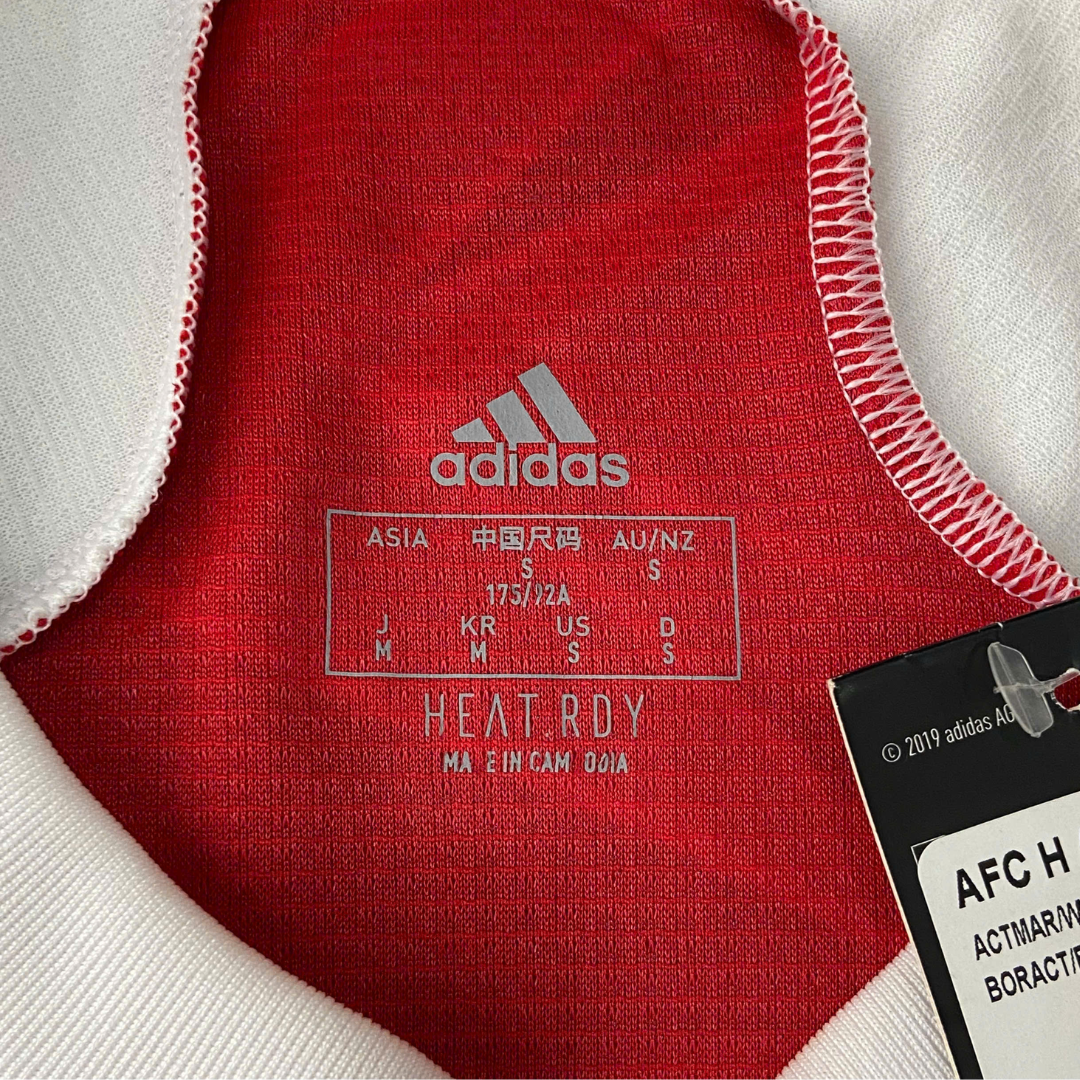 adidas
ASIA 中国尺码 AU/NZ
S S
175/92A
J KR US D
M M S S
HEAT.RDY
MA E IN CAM ODIA
© 2019 adidas AG
AFC H
ACTMAR/W
BORACT/